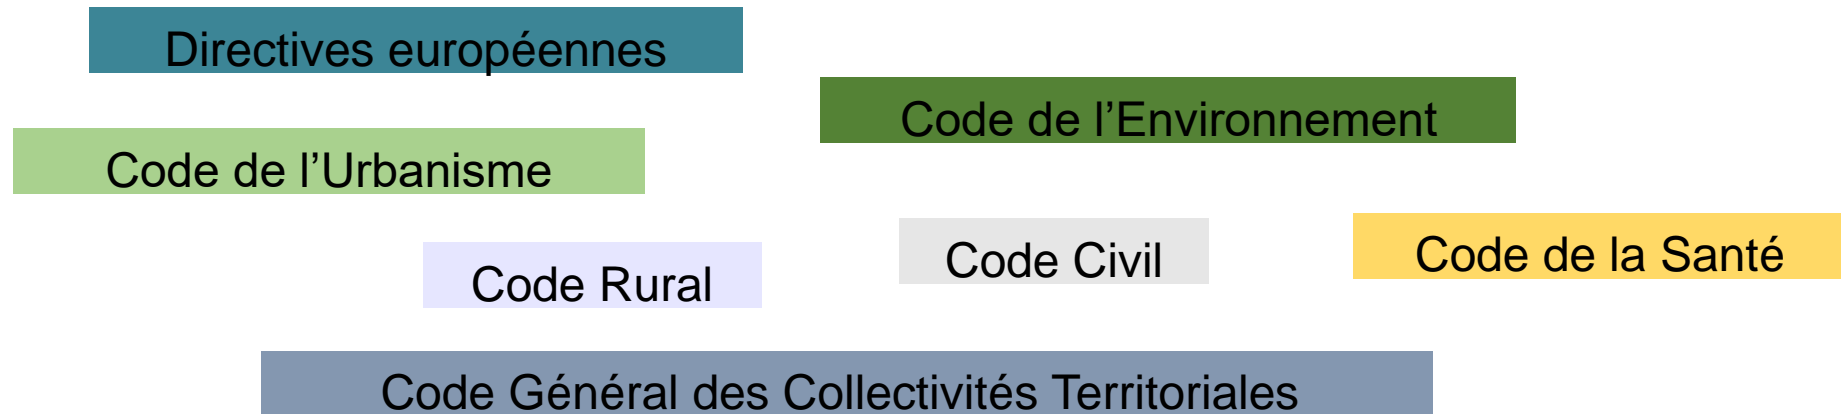 Directives européennes
Code de l’Environnement
Code de l’Urbanisme
Code Civil
Code de la Santé
Code Rural
Code Général des Collectivités Territoriales